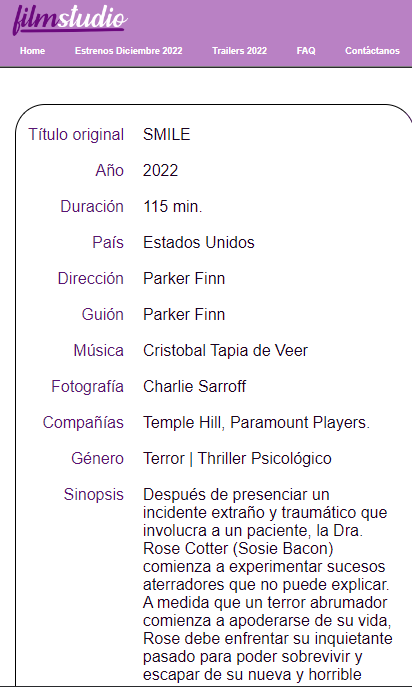 filmstudio
Home Estrenos Diciembre 2022 Trailers 2022 FAQ Contáctanos
Título original SMILE
Año 2022
Duración 115 min.
País Estados Unidos
Dirección Parker Finn
Guión Parker Finn
Música Cristobal Tapia de Veer
Fotografía Charlie Sarroff
Compañías Temple Hill, Paramount Players.
Género Terror | Thriller Psicológico
Sinopsis Después de presenciar un
incidente extraño y traumático que
involucra a un paciente, la Dra.
Rose Cotter (Sosie Bacon)
comienza a experimentar sucesos
aterradores que no puede explicar.
A medida que un terror abrumador
comienza a apoderarse de su vida,
Rose debe enfrentar su inquietante
pasado para poder sobrevivir y
escapar de su nueva y horrible